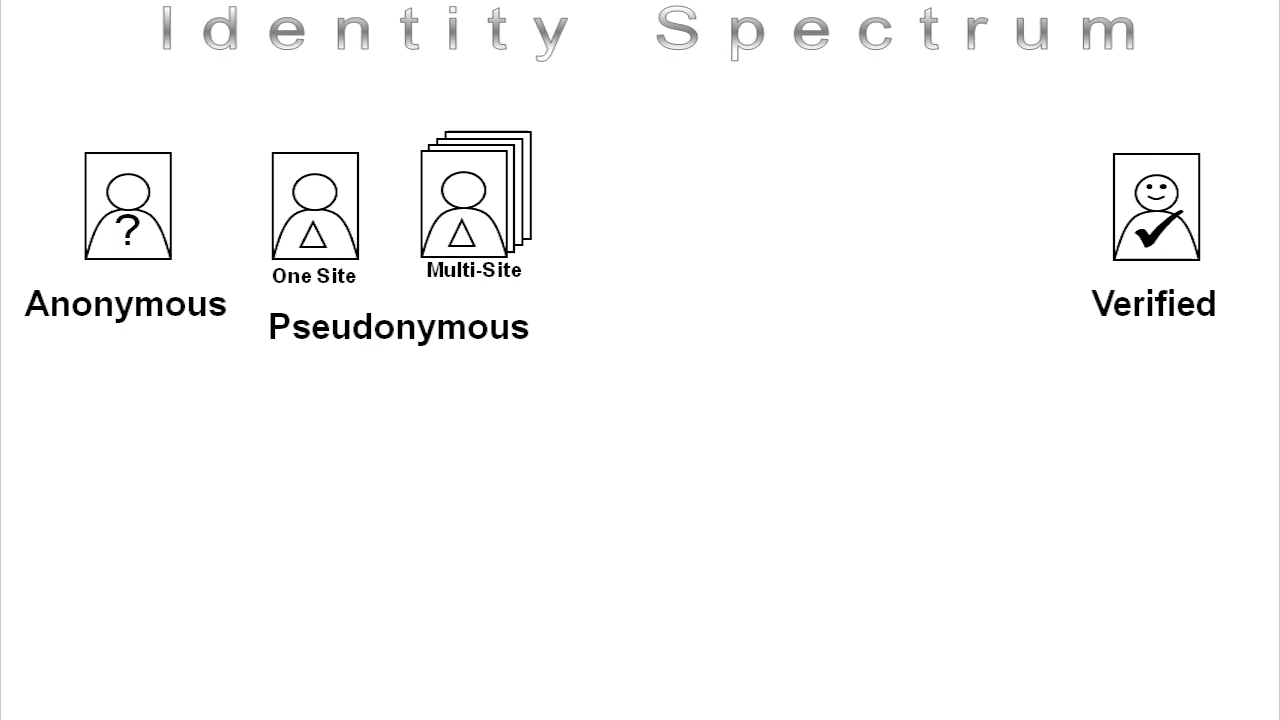 Identity Spectrum
?
One Site
Multi-Site
Anonymous
Pseudonymous
Verified